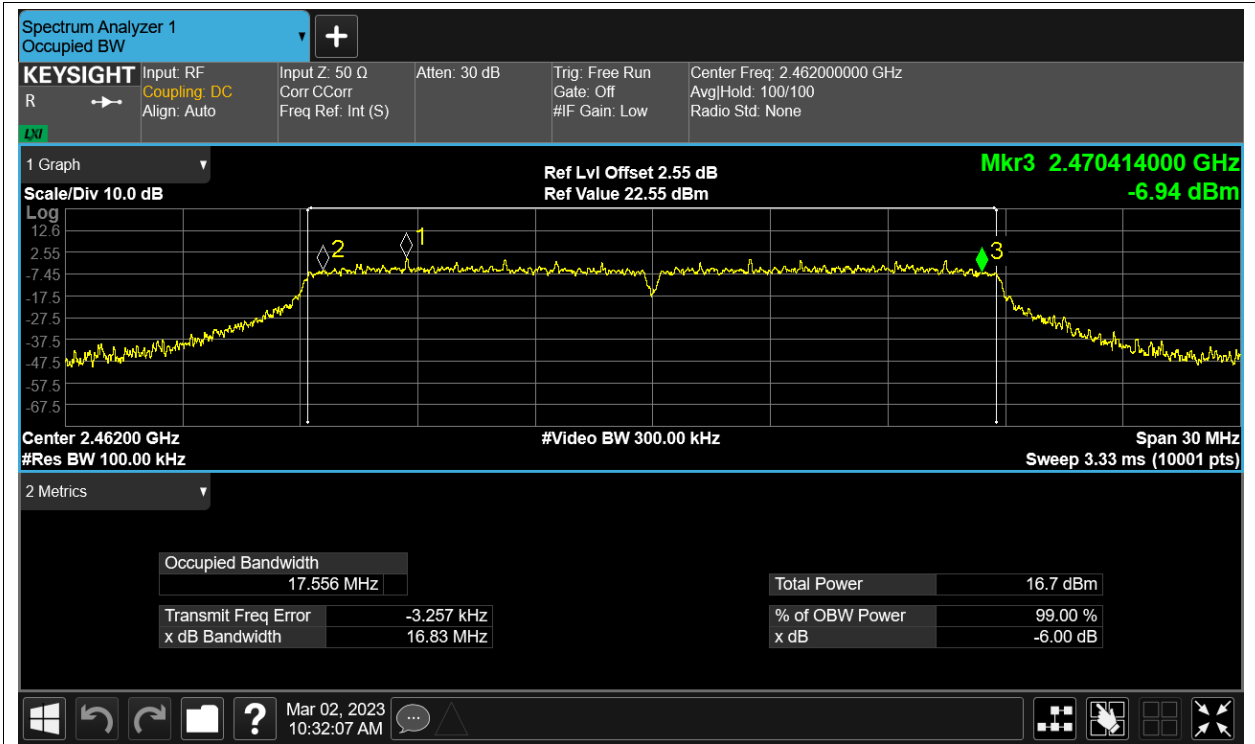 Spectrum Analyzer 1
Occupied BW
KEYSIGHT
R
LXI
Input: RF
Coupling: DC
Align: Auto
Input Z: 50 Ω
Corr CCorr
Freq Ref: Int (S)
Atten: 30 dB
Trig: Free Run
Gate: Off
#IF Gain: Low
Center Freq: 2.462000000 GHz
Avg|Hold: 100/100
Radio Std: None
1 Graph
Scale/Div 10.0 dB
Ref Lvl Offset 2.55 dB
Ref Value 22.55 dBm
Mkr3 2.470414000 GHz
-6.94 dBm
Log
12.6
2.55
-7.45
-17.5
-27.5
-37.5
-47.5
-57.5
-67.5
2
1
3
Center 2.46200 GHz
#Res BW 100.00 kHz
#Video BW 300.00 kHz
Span 30 MHz
Sweep 3.33 ms (10001 pts)
2 Metrics
Occupied Bandwidth
17.556 MHz
Transmit Freq Error -3.257 kHz
x dB Bandwidth 16.83 MHz
Total Power 16.7 dBm
% of OBW Power 99.00 %
x dB -6.00 dB
?
Mar 02, 2023
10:32:07 AM